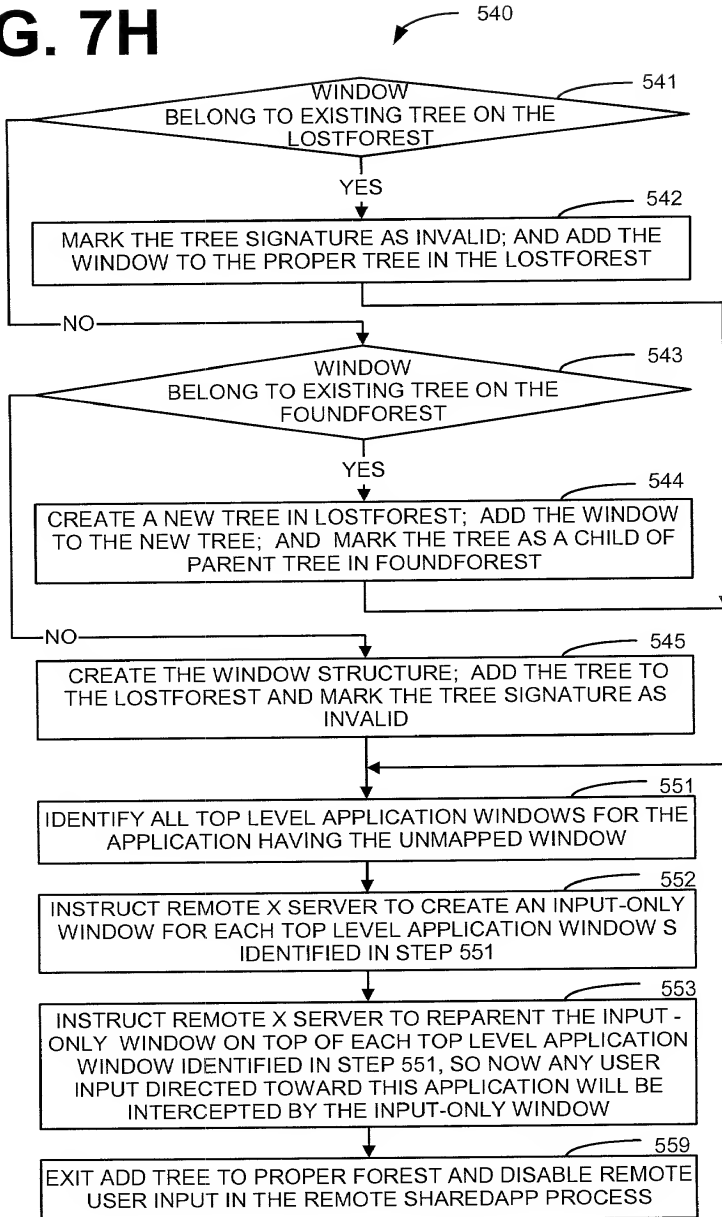 G. 7H
540
541
WINDOW
BELONG TO EXISTING TREE ON THE
LOSTFOREST
YES
542
MARK THE TREE SIGNATURE AS INVALID; AND ADD THE
WINDOW TO THE PROPER TREE IN THE LOSTFOREST
NO
543
WINDOW
BELONG TO EXISTING TREE ON THE
FOUNDFOREST
YES
544
CREATE A NEW TREE IN LOSTFOREST; ADD THE WINDOW
TO THE NEW TREE; AND MARK THE TREE AS A CHILD OF
PARENT TREE IN FOUNDFOREST
NO
545
CREATE THE WINDOW STRUCTURE; ADD THE TREE TO
THE LOSTFOREST AND MARK THE TREE SIGNATURE AS
INVALID
551
IDENTIFY ALL TOP LEVEL APPLICATION WINDOWS FOR THE
APPLICATION HAVING THE UNMAPPED WINDOW
552
INSTRUCT REMOTE X SERVER TO CREATE AN INPUT-ONLY
WINDOW FOR EACH TOP LEVEL APPLICATION WINDOW S
IDENTIFIED IN STEP 551
553
INSTRUCT REMOTE X SERVER TO REPARENT THE INPUT -
ONLY WINDOW ON TOP OF EACH TOP LEVEL APPLICATION
WINDOW IDENTIFIED IN STEP 551, SO NOW ANY USER
INPUT DIRECTED TOWARD THIS APPLICATION WILL BE
INTERCEPTED BY THE INPUT-ONLY WINDOW
559
EXIT ADD TREE TO PROPER FOREST AND DISABLE REMOTE
USER INPUT IN THE REMOTE SHAREDAPP PROCESS